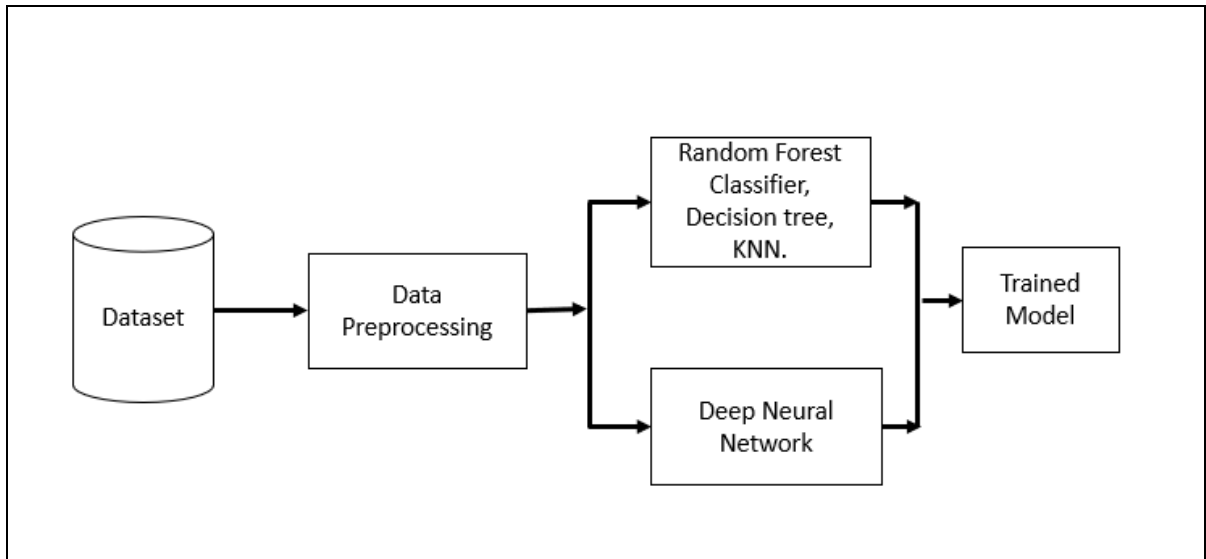 Dataset
Data
Preprocessing
Random Forest
Classifier,
Decision tree,
KNN.
Deep Neural
Network
Trained
Model